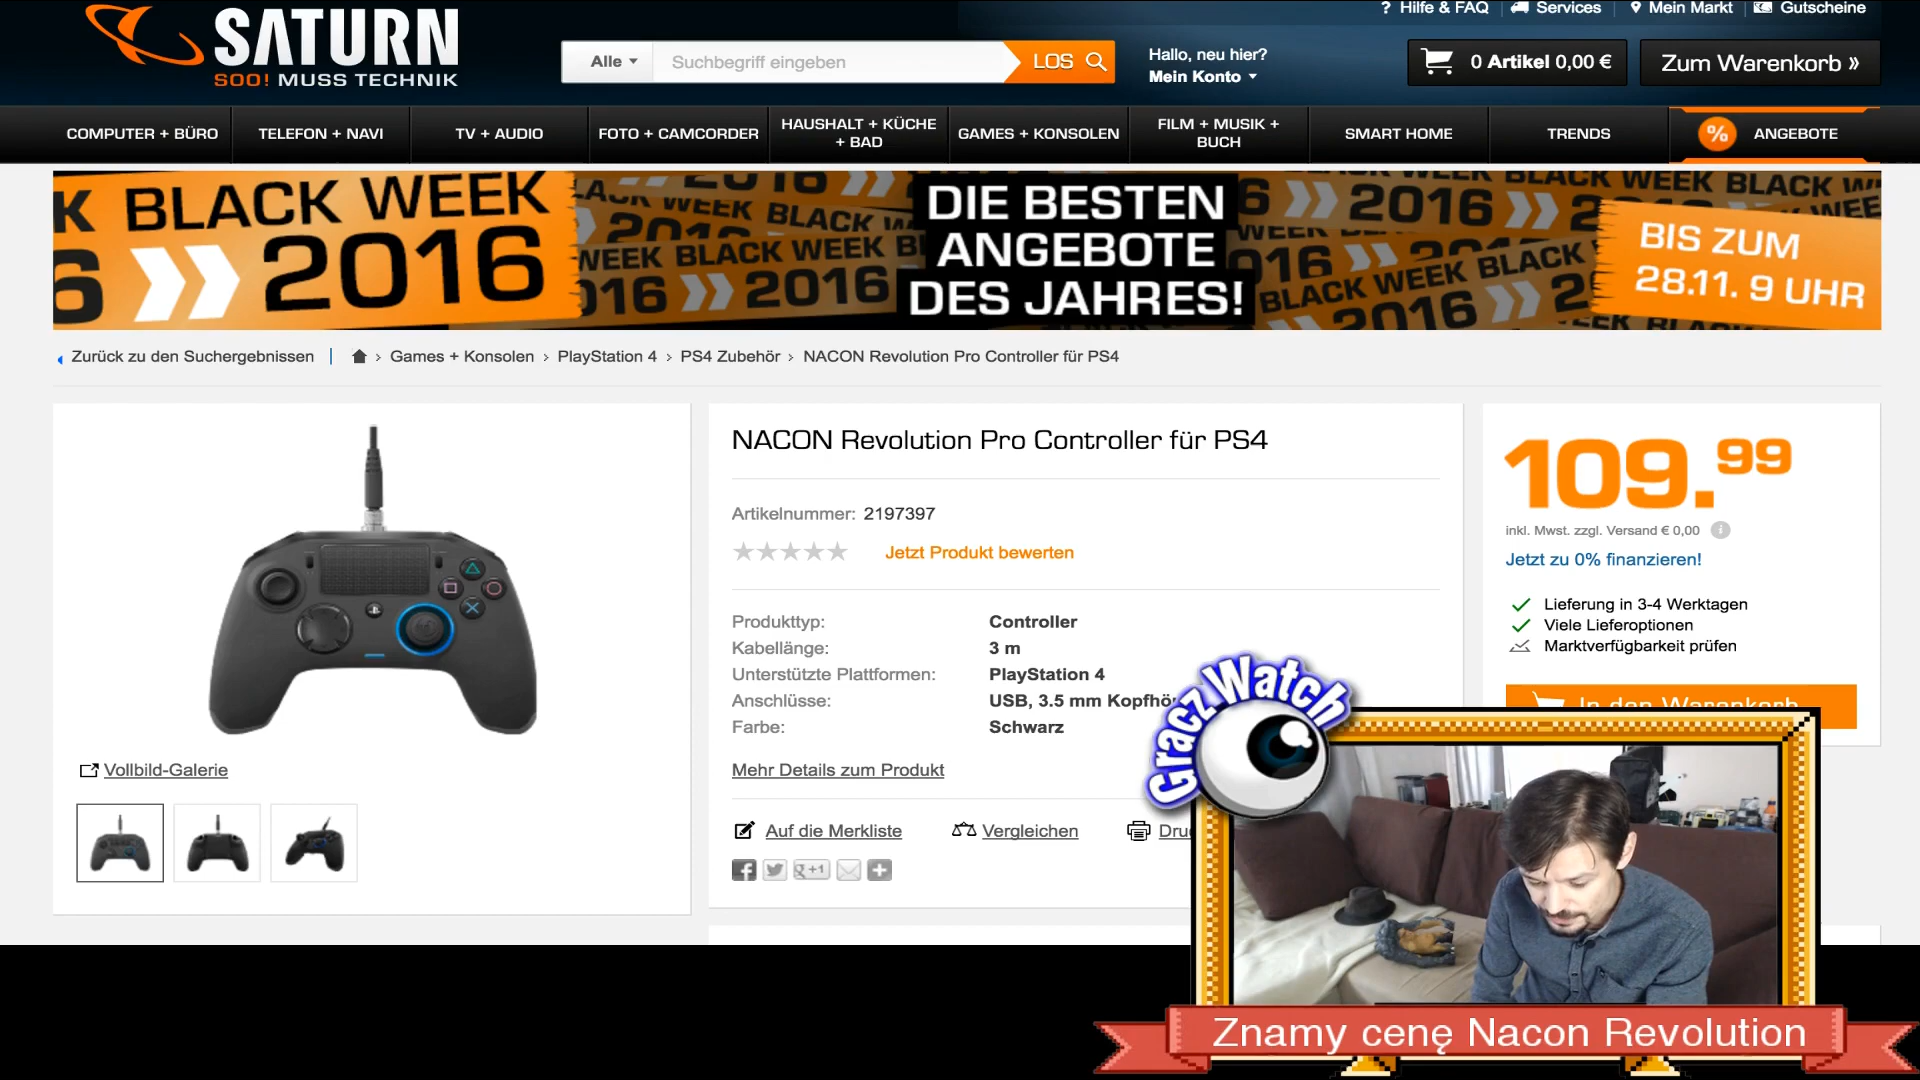 SATURN
SOO! MUSS TECHNIK
? Hilfe & FAQ
Services
Mein Markt
Gutscheine
Alle
Suchbegriff eingeben
LOS
Hallo, neu hier?
Mein Konto
0 Artikel 0,00 €
Zum Warenkorb »
COMPUTER + BÜRO
TELEFON + NAVI
TV + AUDIO
FOTO + CAMCORDER
HAUSHALT + KÜCHE
+ BAD
GAMES + KONSOLEN
FILM + MUSIK +
BUCH
SMART HOME
TRENDS
%
ANGEBOTE
BLACK WEEK
2016
DIE BESTEN
ANGEBOTE
DES JAHRES!
BIS ZUM
28.11. 9 UHR
Zurück zu den Suchergebnissen
Games + Konsolen › PlayStation 4 › PS4 Zubehör › NACON Revolution Pro Controller für PS4
NACON Revolution Pro Controller für PS4
Artikelnummer: 2197397
Jetzt Produkt bewerten
Produkttyp: Controller
Kabellänge: 3 m
Unterstützte Plattformen: PlayStation 4
Anschlüsse: USB, 3.5 mm Kopfhör
Farbe: Schwarz
Mehr Details zum Produkt
Auf die Merkliste
Vergleichen
Dru
g+1
Vollbild-Galerie
109.99
inkl. Mwst. zzgl. Versand € 0,00
Jetzt zu 0% finanzieren!
Lieferung in 3-4 Werktagen
Viele Lieferoptionen
Marktverfügbarkeit prüfen
In den Warenkorb
Gracz Watch
Znamy cenę Nacon Revolution